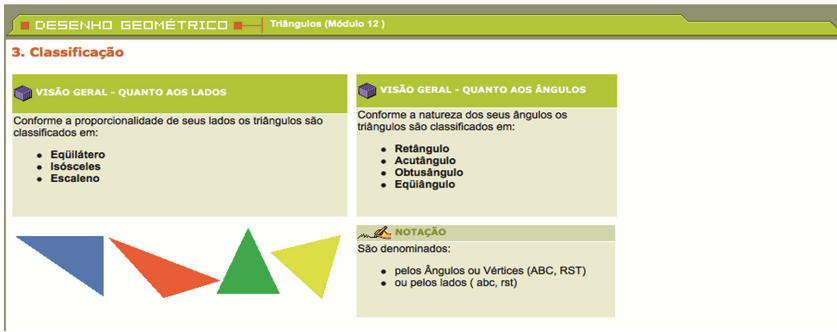 DESENHO GEOMÉTRICO
Triângulos (Módulo 12 )
3. Classificação
VISÃO GERAL - QUANTO AOS LADOS
Conforme a proporcionalidade de seus lados os triângulos são
classificados em:
Eqüilátero
Isósceles
Escaleno
VISÃO GERAL - QUANTO AOS ÂNGULOS
Conforme a natureza dos seus ângulos os
triângulos são classificados em:
Retângulo
Acutângulo
Obtusângulo
Eqüiângulo
NOTAÇÃO
São denominados:
pelos Ângulos ou Vértices (ABC, RST)
ou pelos lados ( abc, rst)